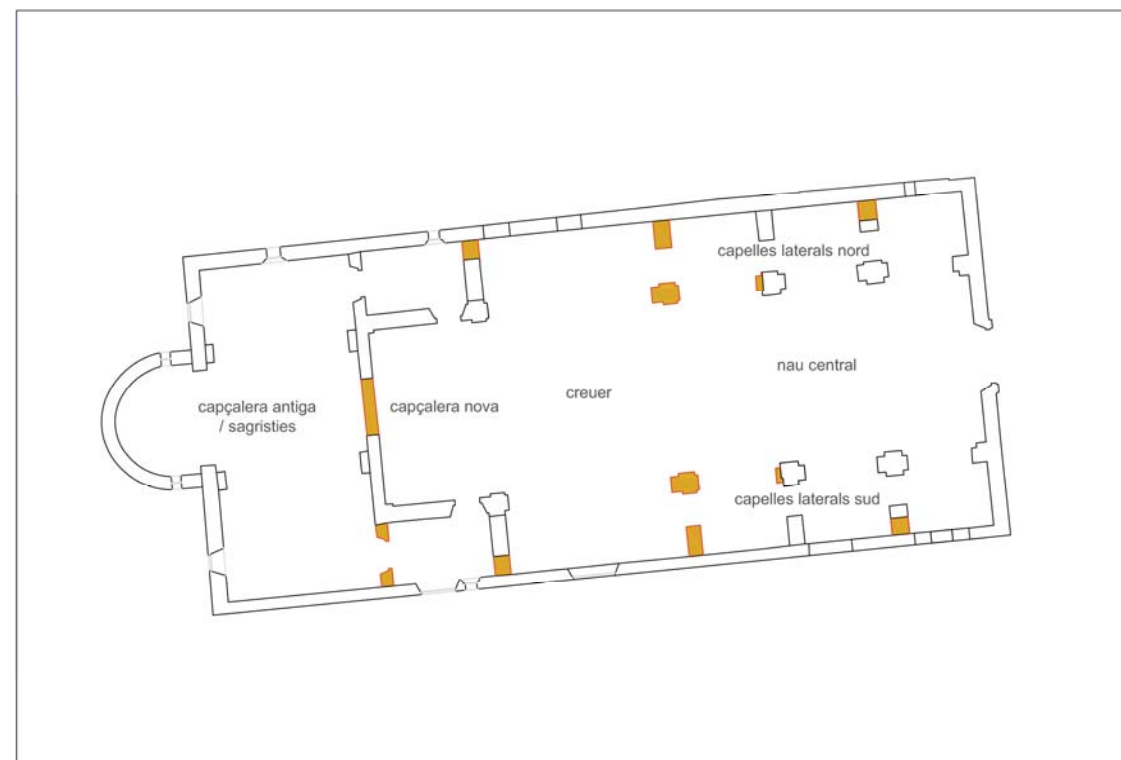 capelles laterals nord
nau central
creuer
capçalera antiga
/ sagristies
capçalera nova
capelles laterals sud